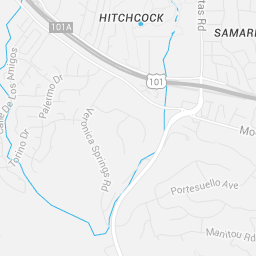 HITCHCOCK
SAMAR
tas Rd
101A
101
Calle De Los Amigos
Palermo Dr
Torino Dr
Veronica Springs Rd
Mo
Portesuello Ave
Manitou Rd